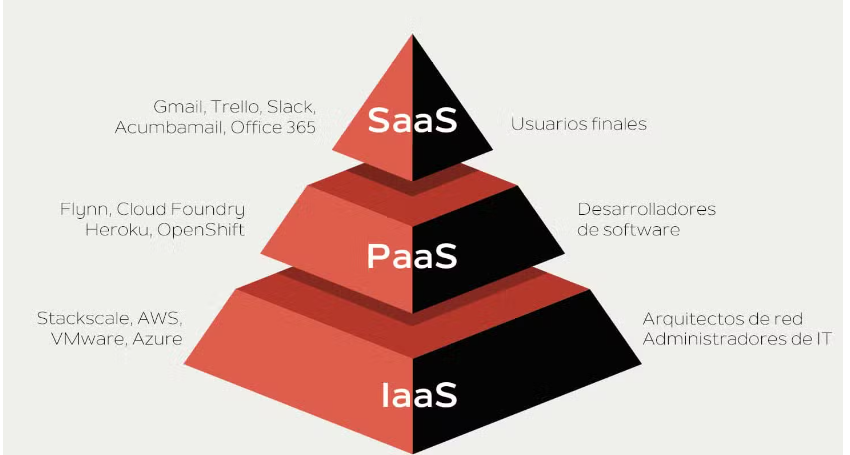 Gmail, Trello, Slack,
Acumbamail, Office 365
SaaS
Usuarios finales
Flynn, Cloud Foundry
Heroku, OpenShift
PaaS
Desarrolladores
de software
Stackscale, AWS,
VMware, Azure
IaaS
Arquitectos de red
Administradores de IT